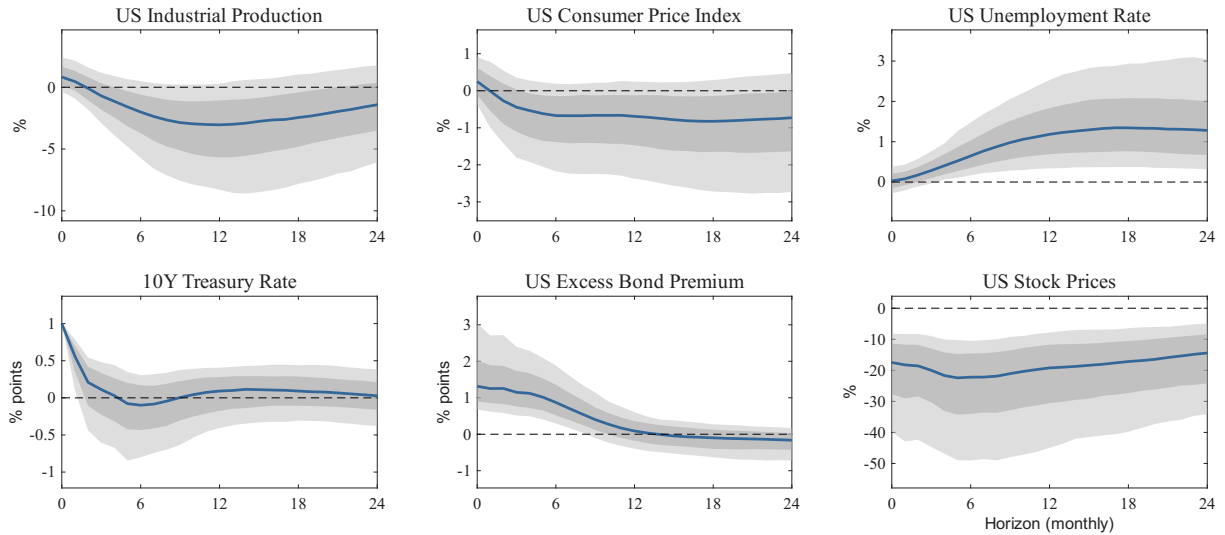 US Industrial Production
%
0
-5
-10
0 6 12 18 24
US Consumer Price Index
%
1
0
-1
-2
-3
0 6 12 18 24
US Unemployment Rate
%
3
2
1
0
0 6 12 18 24
10Y Treasury Rate
% points
1
0.5
0
-0.5
-1
0 6 12 18 24
US Excess Bond Premium
% points
3
2
1
0
-1
0 6 12 18 24
US Stock Prices
%
0
-10
-20
-30
-40
-50
0 6 12 18 24
Horizon (monthly)